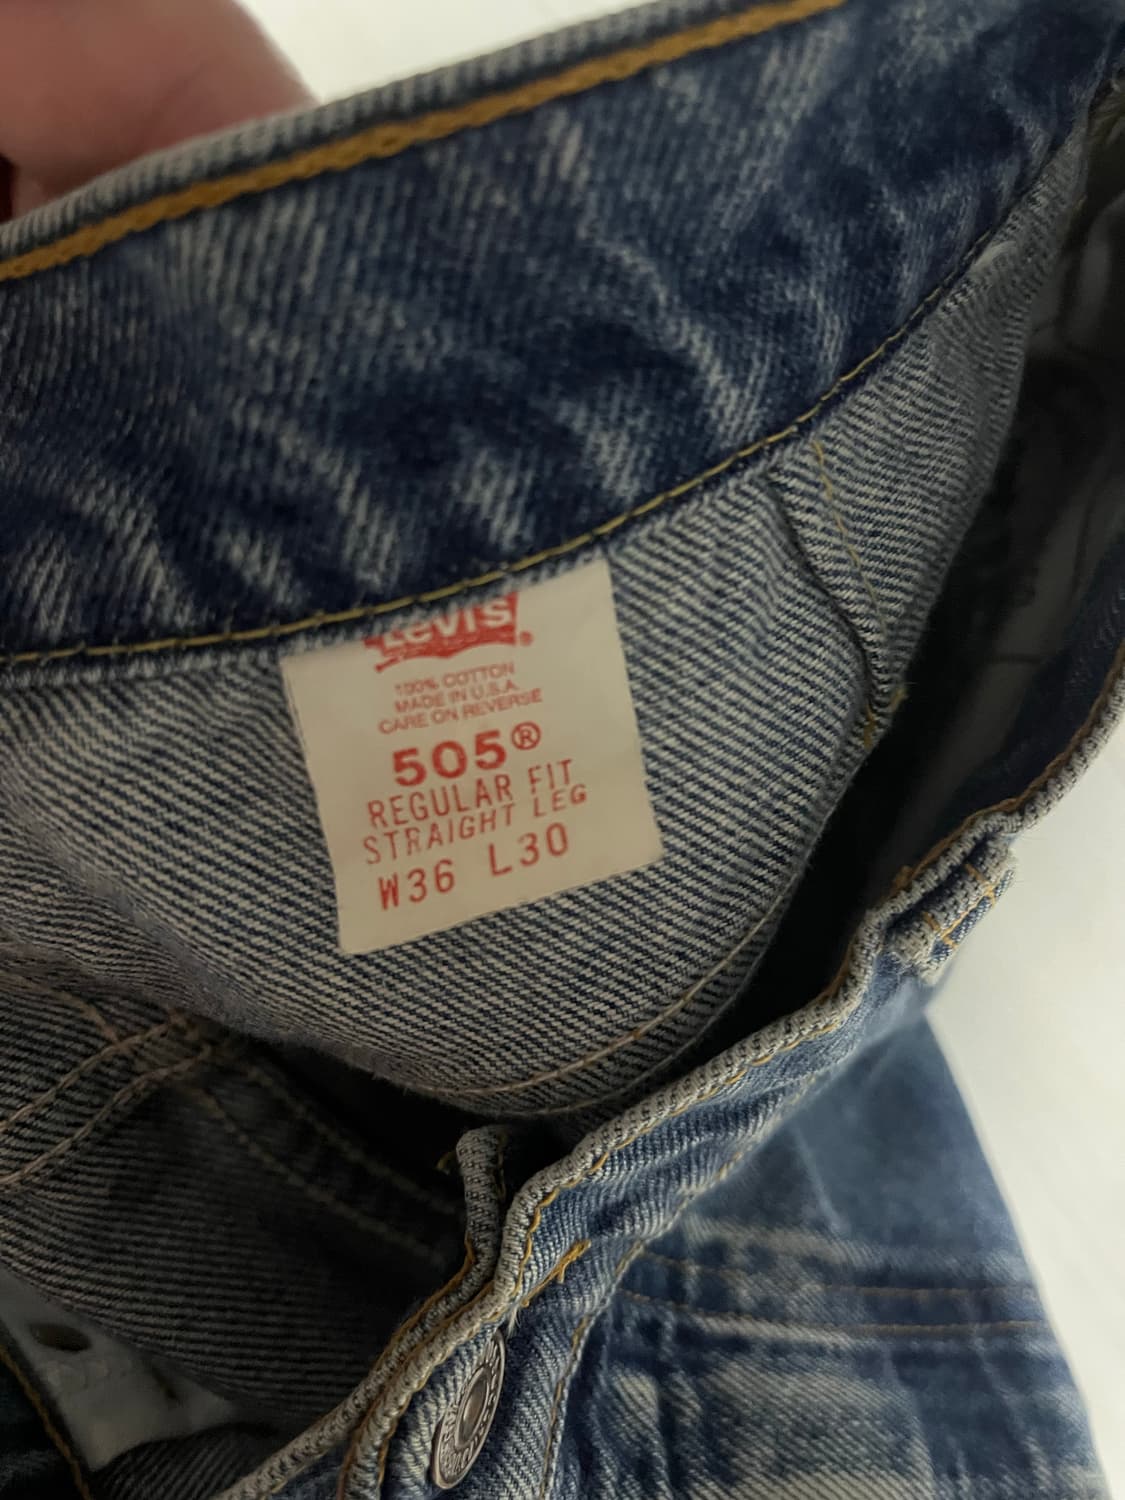 Levi's®
100% COTTON
MADE IN U.S.A.
CARE ON REVERSE
505®
REGULAR FIT
STRAIGHT LEG
W36 L30